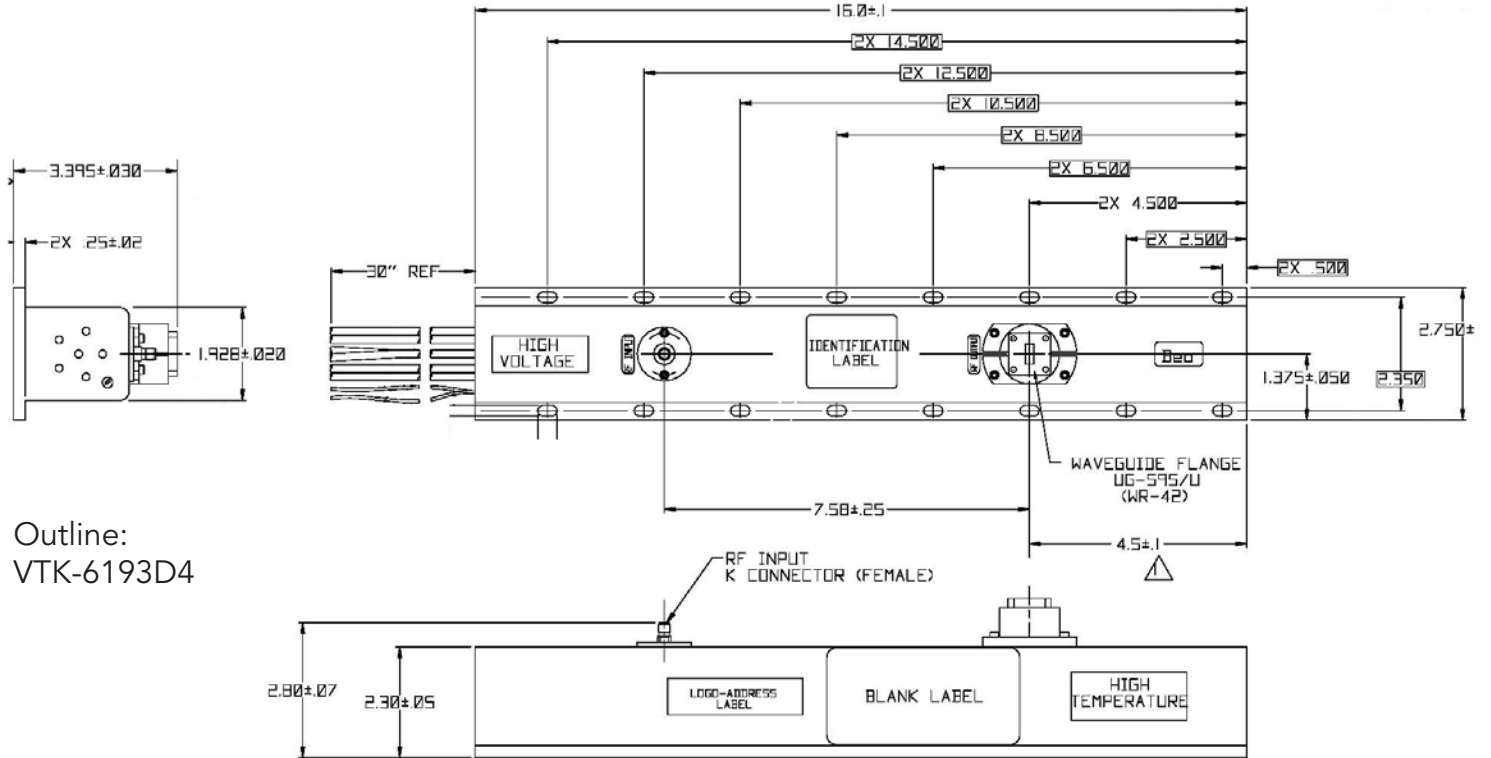 16.0±.1
2X 14.500
2X 12.500
2X 10.500
2X 8.500
2X 6.500
2X 4.500
2X 2.500
2X .500
3.395±.030
2X .25±.02
1.928±.020
30" REF
HIGH
VOLTAGE
RF INPUT
IDENTIFICATION
LABEL
RF OUTPUT
BeO
2.750±
1.375±.050
2.350
WAVEGUIDE FLANGE
UG-595/U
(WR-42)
7.58±.25
4.5±.1
1
Outline:
VTK-6193D4
RF INPUT
K CONNECTOR (FEMALE)
2.80±.07
2.30±.05
LOGO-ADDRESS
LABEL
BLANK LABEL
HIGH
TEMPERATURE